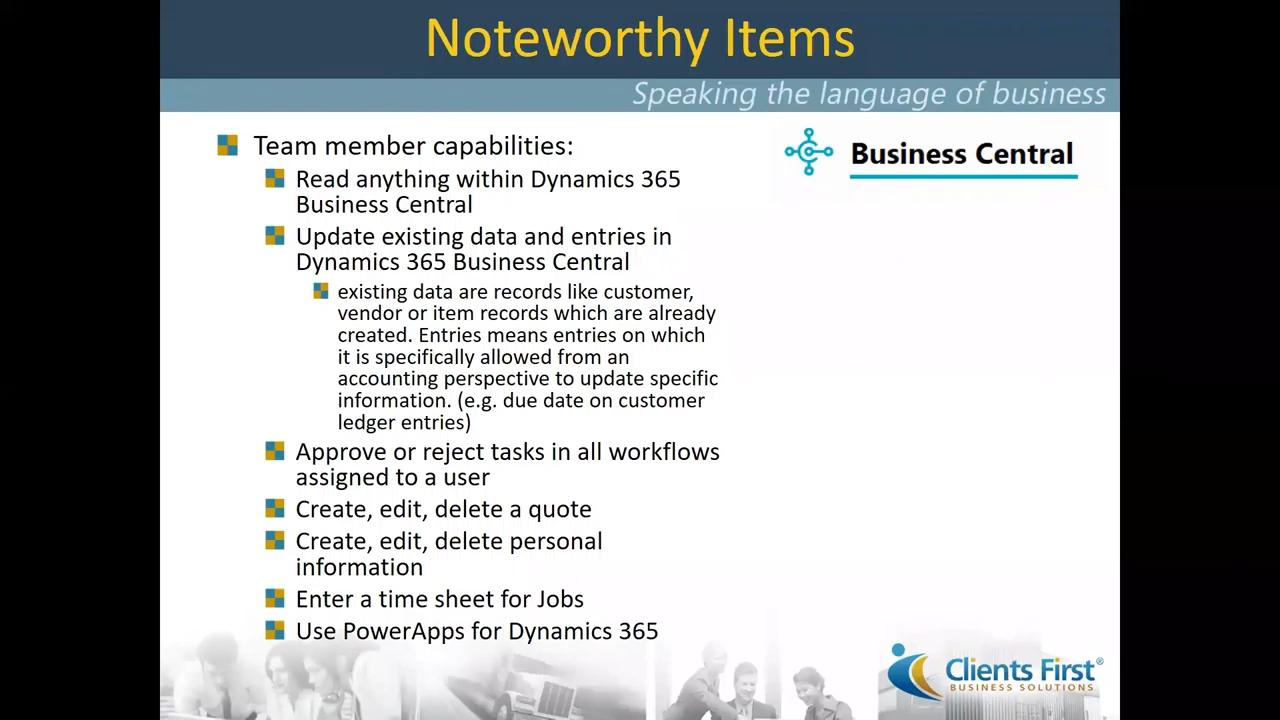 Noteworthy Items
Speaking the language of business
Team member capabilities:
Business Central
Read anything within Dynamics 365
Business Central
Update existing data and entries in
Dynamics 365 Business Central
existing data are records like customer,
vendor or item records which are already
created. Entries means entries on which
it is specifically allowed from an
accounting perspective to update specific
information. (e.g. due date on customer
ledger entries)
Approve or reject tasks in all workflows
assigned to a user
Create, edit, delete a quote
Create, edit, delete personal
information
Enter a time sheet for Jobs
Use PowerApps for Dynamics 365
Clients First®
BUSINESS SOLUTIONS